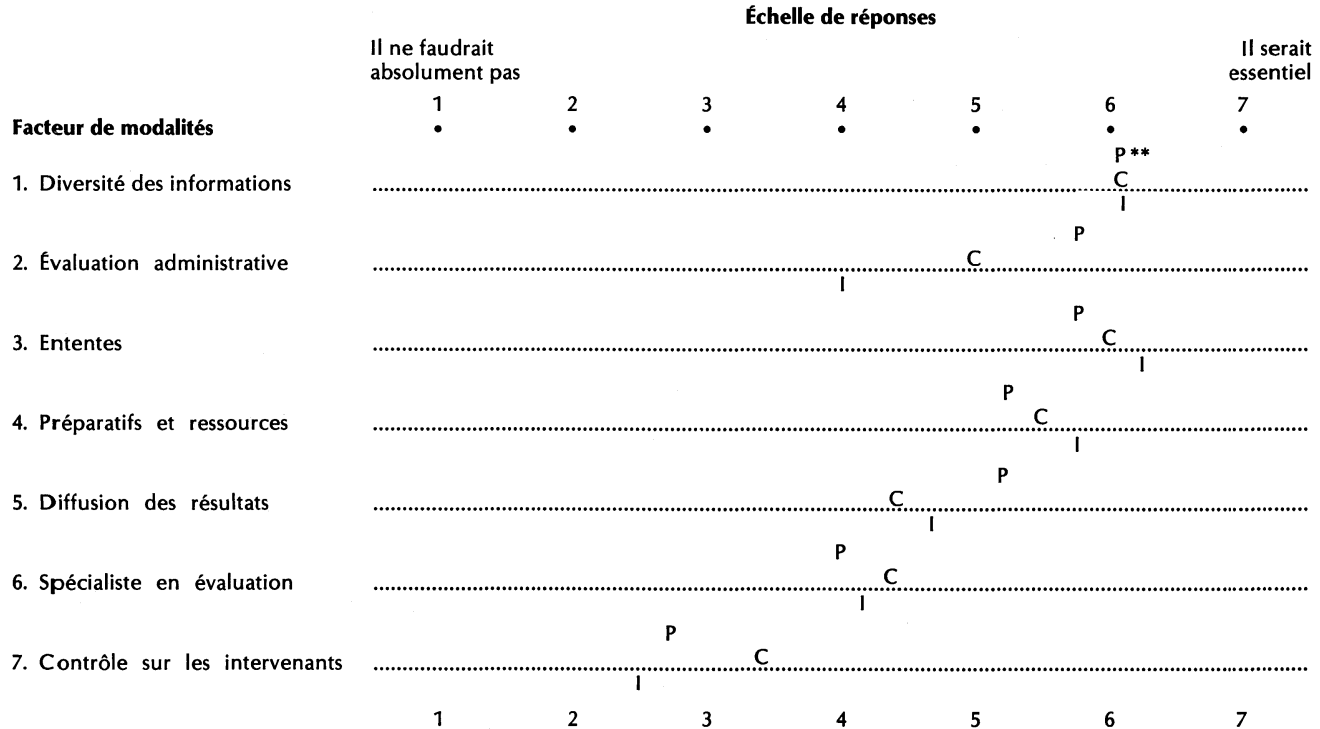 Échelle de réponses
Il ne faudrait
absolument pas
Il serait
essentiel
1 2 3 4 5 6 7
Facteur de modalités
P **
1. Diversité des informations
C
I
P
2. Évaluation administrative
C
I
P
3. Ententes
C
I
P
4. Préparatifs et ressources
C
I
P
5. Diffusion des résultats
C
I
P
6. Spécialiste en évaluation
C
I
P
7. Contrôle sur les intervenants
C
I
1 2 3 4 5 6 7